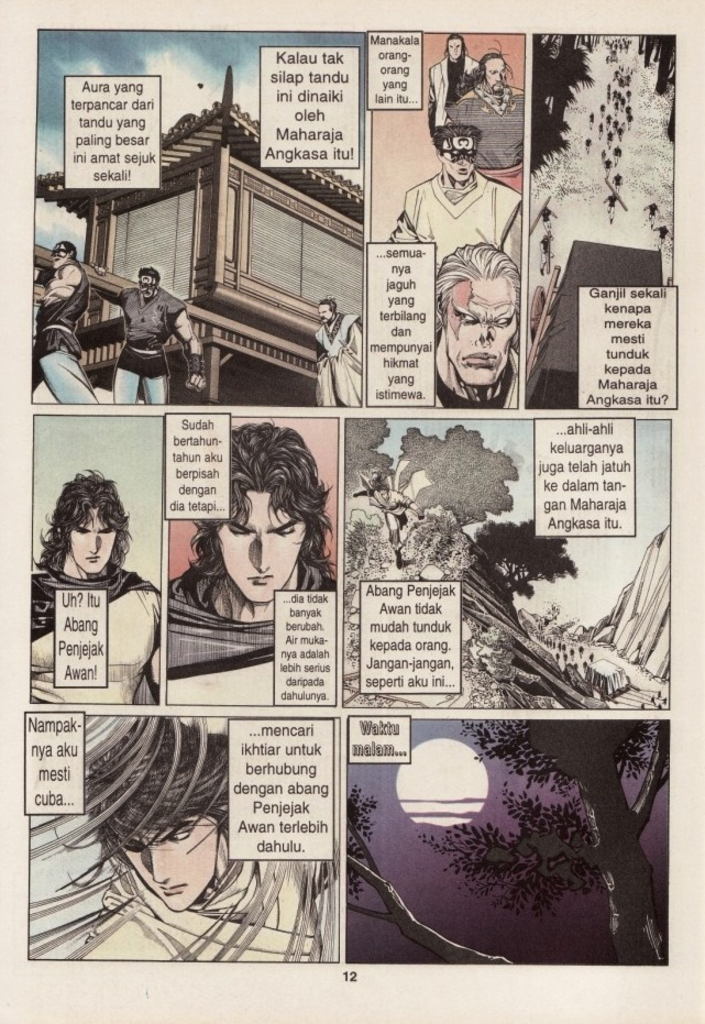 Aura yang
terpancar dari
tandu yang
paling besar
ini amat sejuk
sekali!
Kalau tak
silap tandu
ini dinaiki
oleh
Maharaja
Angkasa itu!
Manakala
orang-
orang
yang
lain itu...
...semua-
nya
jaguh
yang
terbilang
dan
mempunyai
hikmat
yang
istimewa.
Ganjil sekali
kenapa
mereka
mesti
tunduk
kepada
Maharaja
Angkasa itu?
Uh? Itu
Abang
Penjejak
Awan!
Sudah
bertahun-
tahun aku
berpisah
dengan
dia tetapi...
...dia tidak
banyak
berubah.
Air muka-
nya adalah
lebih serius
daripada
dahulunya.
...ahli-ahli
keluarganya
juga telah jatuh
ke dalam tan-
gan Maharaja
Angkasa itu.
Abang Penjejak
Awan tidak
mudah tunduk
kepada orang.
Jangan-jangan,
seperti aku ini...
Nampak-
nya aku
mesti
cuba...
...mencari
ikhtiar untuk
berhubung
dengan abang
Penjejak
Awan terlebih
dahulu.
Waktu
malam...
12